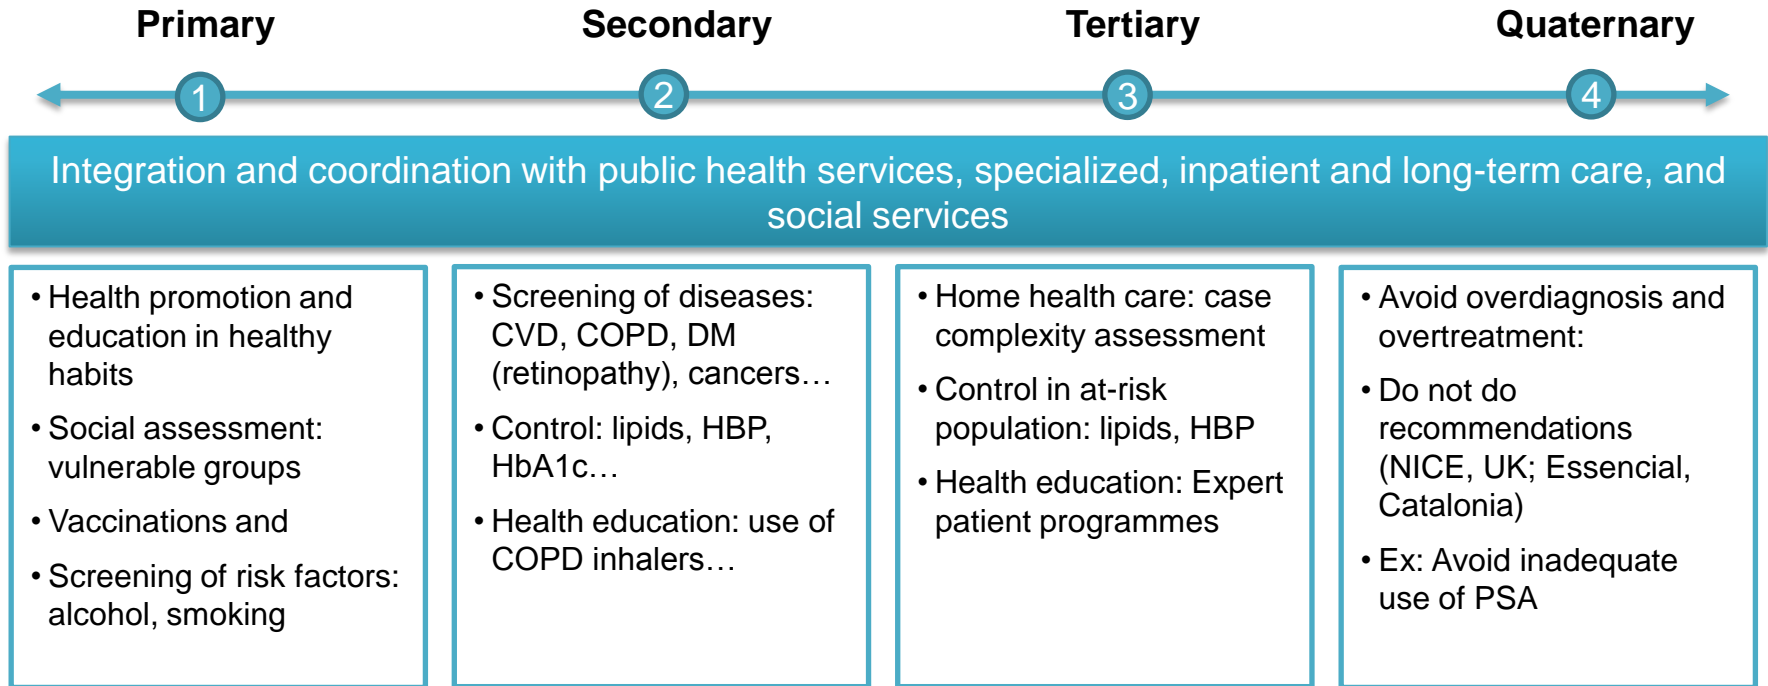 Primary
Secondary
Tertiary
Quaternary
1
2
3
4
Integration and coordination with public health services, specialized, inpatient and long-term care, and
social services
• Health promotion and
education in healthy
habits
• Social assessment:
vulnerable groups
• Vaccinations and
• Screening of risk factors:
alcohol, smoking
• Screening of diseases:
CVD, COPD, DM
(retinopathy), cancers…
• Control: lipids, HBP,
HbA1c…
• Health education: use of
COPD inhalers…
• Home health care: case
complexity assessment
• Control in at-risk
population: lipids, HBP
• Health education: Expert
patient programmes
• Avoid overdiagnosis and
overtreatment:
• Do not do
recommendations
(NICE, UK; Essencial,
Catalonia)
• Ex: Avoid inadequate
use of PSA